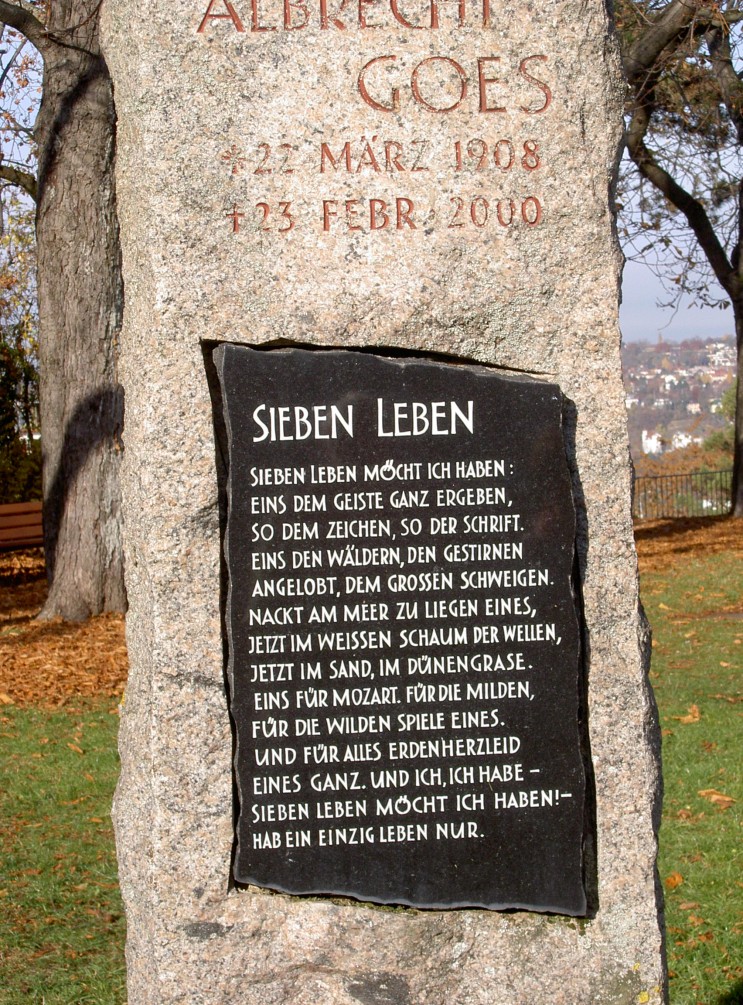 ALBRECHT
GOES
* 22 MÄRZ 1908
† 23 FEBR. 2000
SIEBEN LEBEN
SIEBEN LEBEN MÖCHT ICH HABEN:
EINS DEM GEISTE GANZ ERGEBEN,
SO DEM ZEICHEN, SO DER SCHRIFT.
EINS DEN WÄLDERN, DEN GESTIRNEN
ANGELOBT, DEM GROSSEN SCHWEIGEN.
NACKT AM MEER ZU LIEGEN EINES,
JETZT IM WEISSEN SCHAUM DER WELLEN,
JETZT IM SAND, IM DÜNENGRASE.
EINS FÜR MOZART. FÜR DIE MILDEN,
FÜR DIE WILDEN SPIELE EINES.
UND FÜR ALLES ERDENHERZLEID
EINES GANZ. UND ICH, ICH HABE –
SIEBEN LEBEN MÖCHT ICH HABEN!–
HAB EIN EINZIG LEBEN NUR.